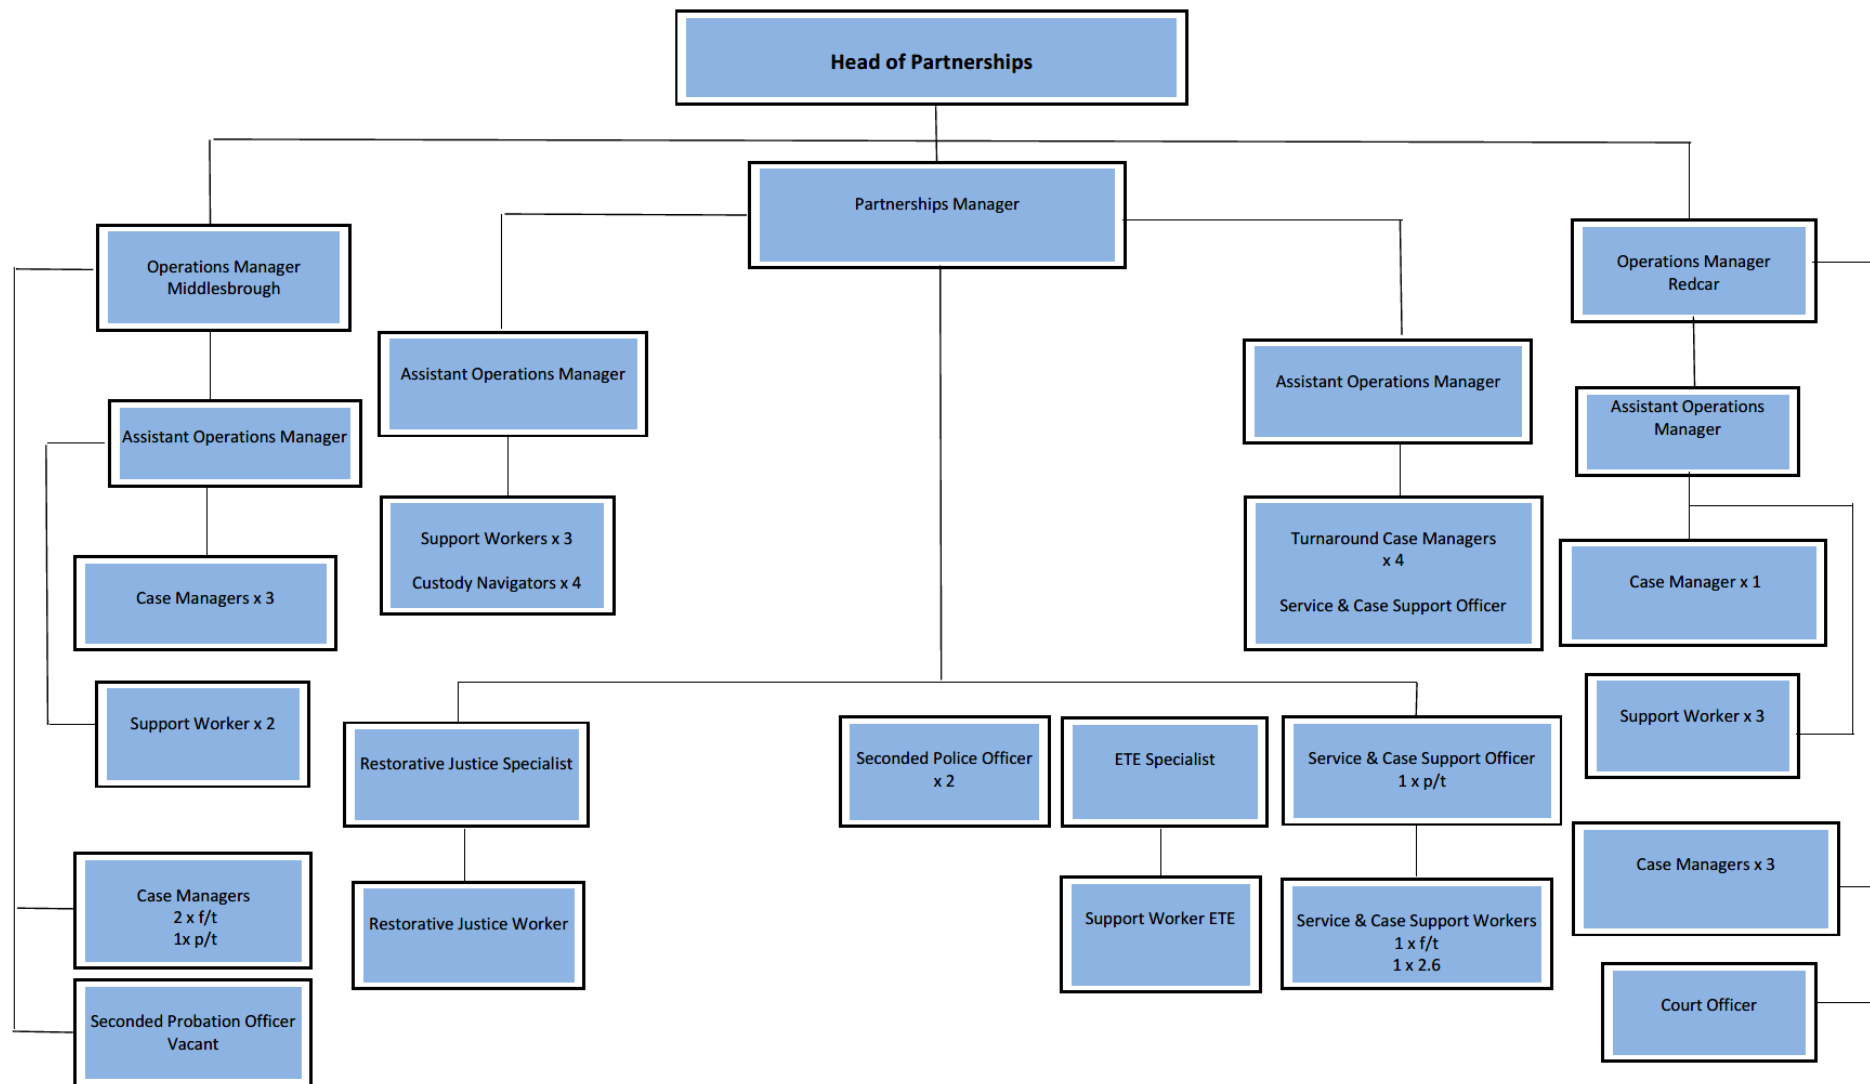 Head of Partnerships
Partnerships Manager
Operations Manager
Middlesbrough
Operations Manager
Redcar
Assistant Operations Manager
Assistant Operations Manager
Assistant Operations Manager
Assistant Operations
Manager
Support Workers x 3
Custody Navigators x 4
Turnaround Case Managers
x 4
Service & Case Support Officer
Case Managers x 3
Case Manager x 1
Support Worker x 2
Support Worker x 3
Restorative Justice Specialist
Seconded Police Officer
x 2
ETE Specialist
Service & Case Support Officer
1 x p/t
Case Managers
2 x f/t
1x p/t
Restorative Justice Worker
Support Worker ETE
Service & Case Support Workers
1 x f/t
1 x 2.6
Case Managers x 3
Seconded Probation Officer
Vacant
Court Officer